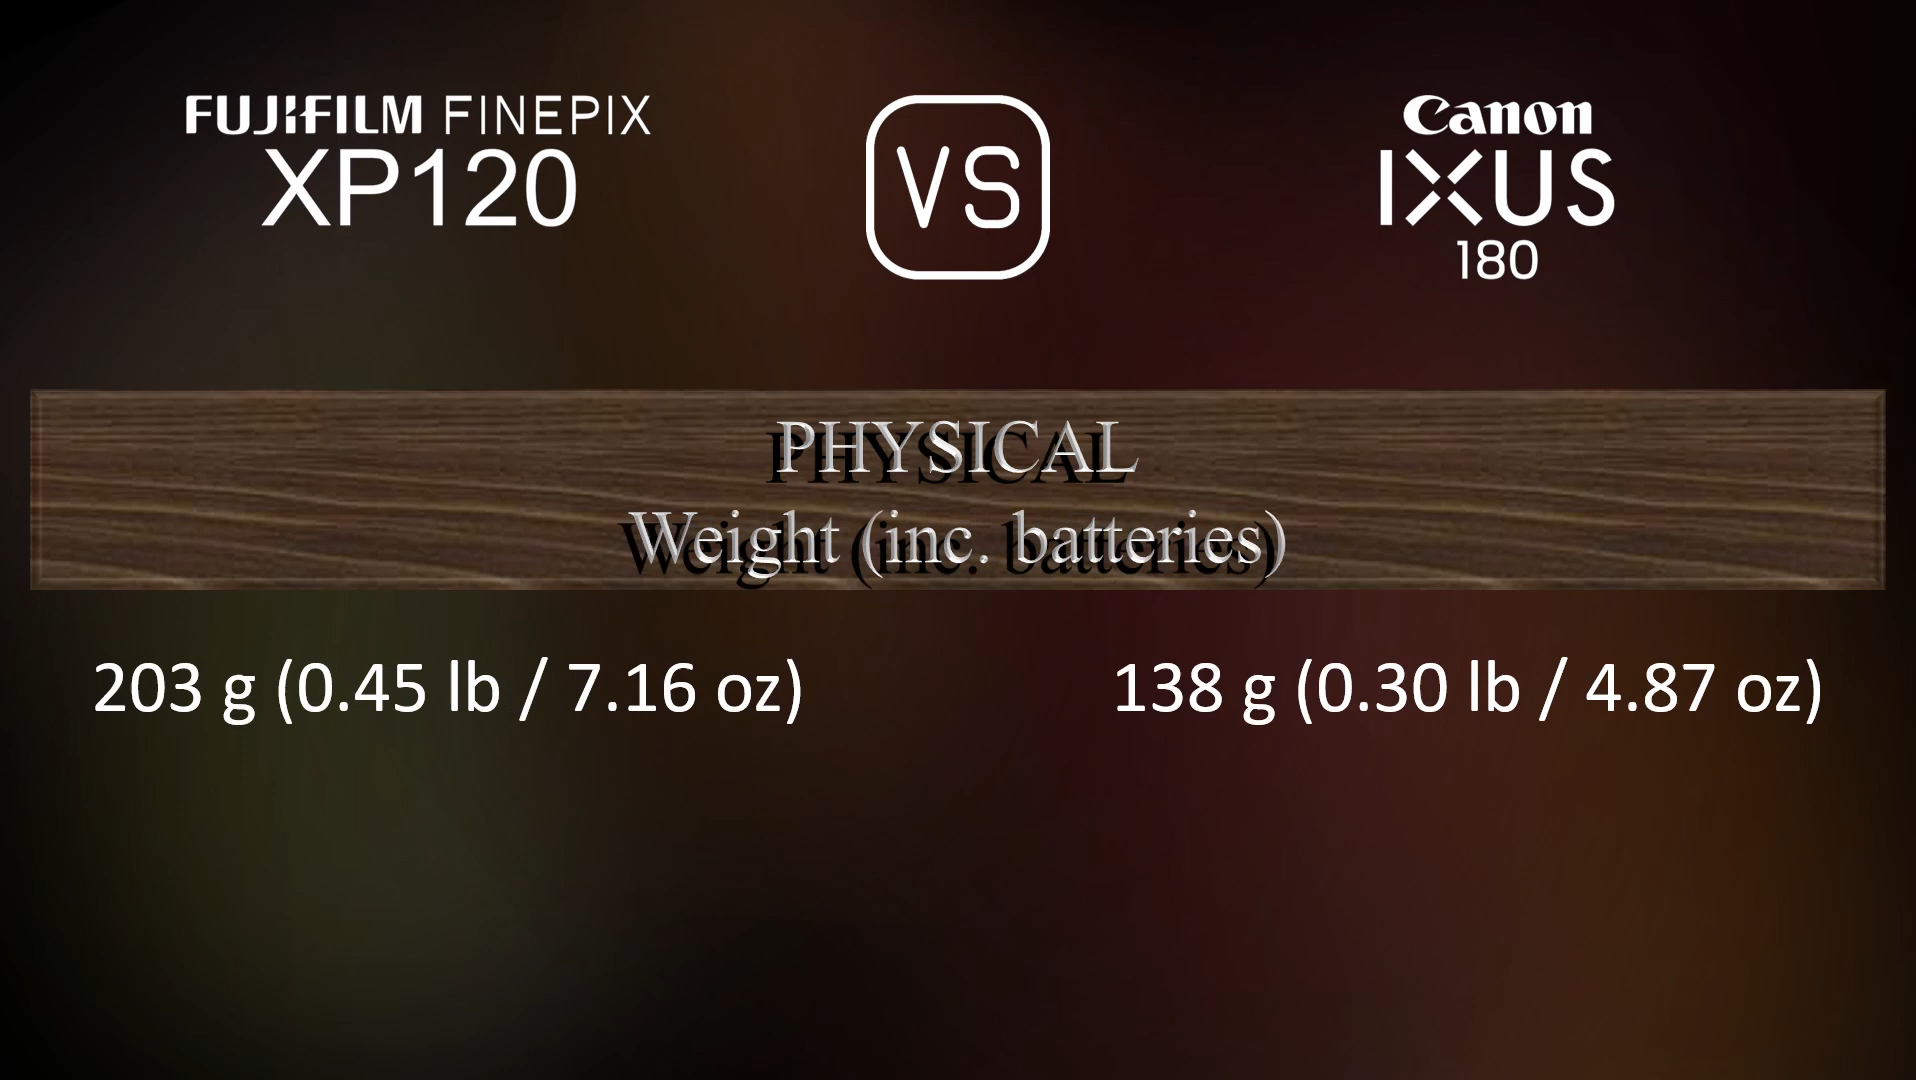 FUJIFILM FINEPIX
XP120
VS
Canon
IXUS
180
PHYSICAL
Weight (inc. batteries)
203 g (0.45 lb / 7.16 oz)
138 g (0.30 lb / 4.87 oz)